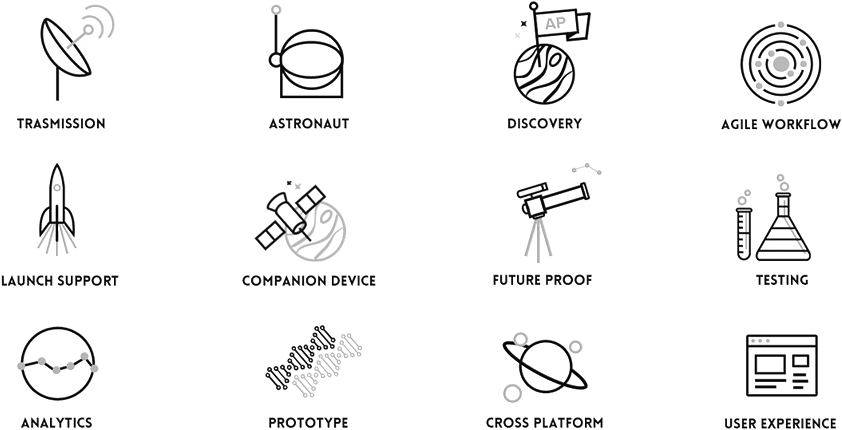 AP
TRASMISSION
ASTRONAUT
DISCOVERY
AGILE WORKFLOW
LAUNCH SUPPORT
COMPANION DEVICE
FUTURE PROOF
TESTING
ANALYTICS
PROTOTYPE
CROSS PLATFORM
USER EXPERIENCE